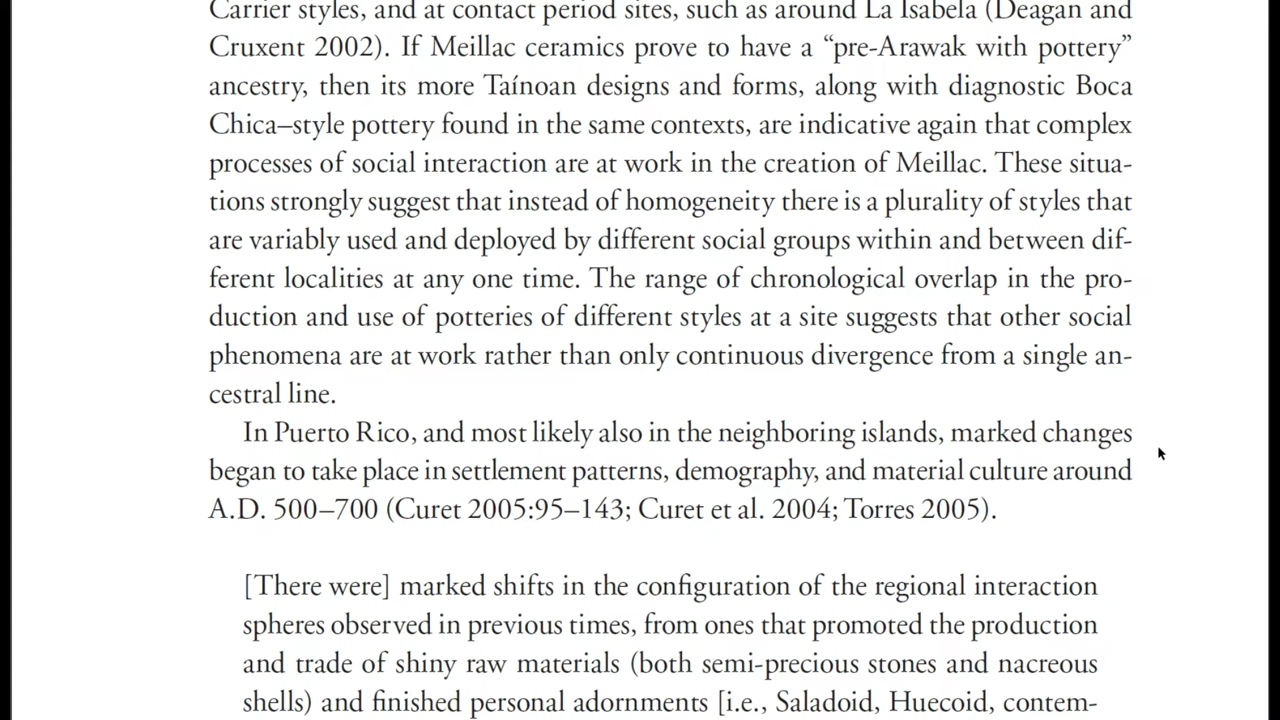 Carrier styles, and at contact period sites, such as around La Isabela (Deagan and
Cruxent 2002). If Meillac ceramics prove to have a “pre-Arawak with pottery”
ancestry, then its more Taínoan designs and forms, along with diagnostic Boca
Chica–style pottery found in the same contexts, are indicative again that complex
processes of social interaction are at work in the creation of Meillac. These situa-
tions strongly suggest that instead of homogeneity there is a plurality of styles that
are variably used and deployed by different social groups within and between dif-
ferent localities at any one time. The range of chronological overlap in the pro-
duction and use of potteries of different styles at a site suggests that other social
phenomena are at work rather than only continuous divergence from a single an-
cestral line.
In Puerto Rico, and most likely also in the neighboring islands, marked changes
began to take place in settlement patterns, demography, and material culture around
A.D. 500–700 (Curet 2005:95–143; Curet et al. 2004; Torres 2005).
[There were] marked shifts in the configuration of the regional interaction
spheres observed in previous times, from ones that promoted the production
and trade of shiny raw materials (both semi-precious stones and nacreous
shells) and finished personal adornments [i.e., Saladoid, Huecoid, contem-